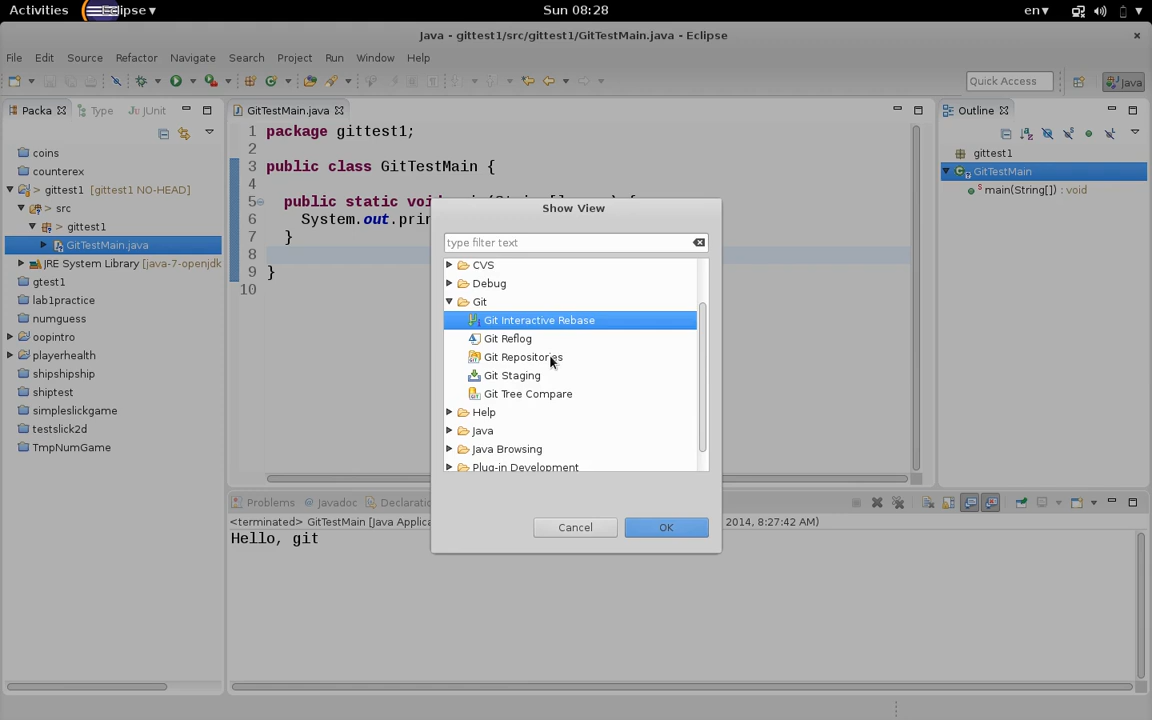 Activities Eclipse ▾ Sun 08:28 en ▾
Java - gittest1/src/gittest1/GitTestMain.java - Eclipse
File Edit Source Refactor Navigate Search Project Run Window Help
Quick Access Java
Packa Type JUnit
GitTestMain.java
Outline
coins
counterex
> gittest1 [gittest1 NO-HEAD]
> src
> gittest1
GitTestMain.java
JRE System Library [java-7-openjdk
gtest1
lab1practice
numguess
oopintro
playerhealth
shipshipship
shiptest
simpleslickgame
testslick2d
TmpNumGame
1 package gittest1;
2
3 public class GitTestMain {
4
5 public static voi
6 System.out.prin
7 }
8
9 }
10
gittest1
GitTestMain
main(String[]) : void
Show View
type filter text
CVS
Debug
Git
Git Interactive Rebase
Git Reflog
Git Repositories
Git Staging
Git Tree Compare
Help
Java
Java Browsing
Plug-in Development
Cancel OK
Problems Javadoc Declaratio
<terminated> GitTestMain [Java Applica 2014, 8:27:42 AM)
Hello, git